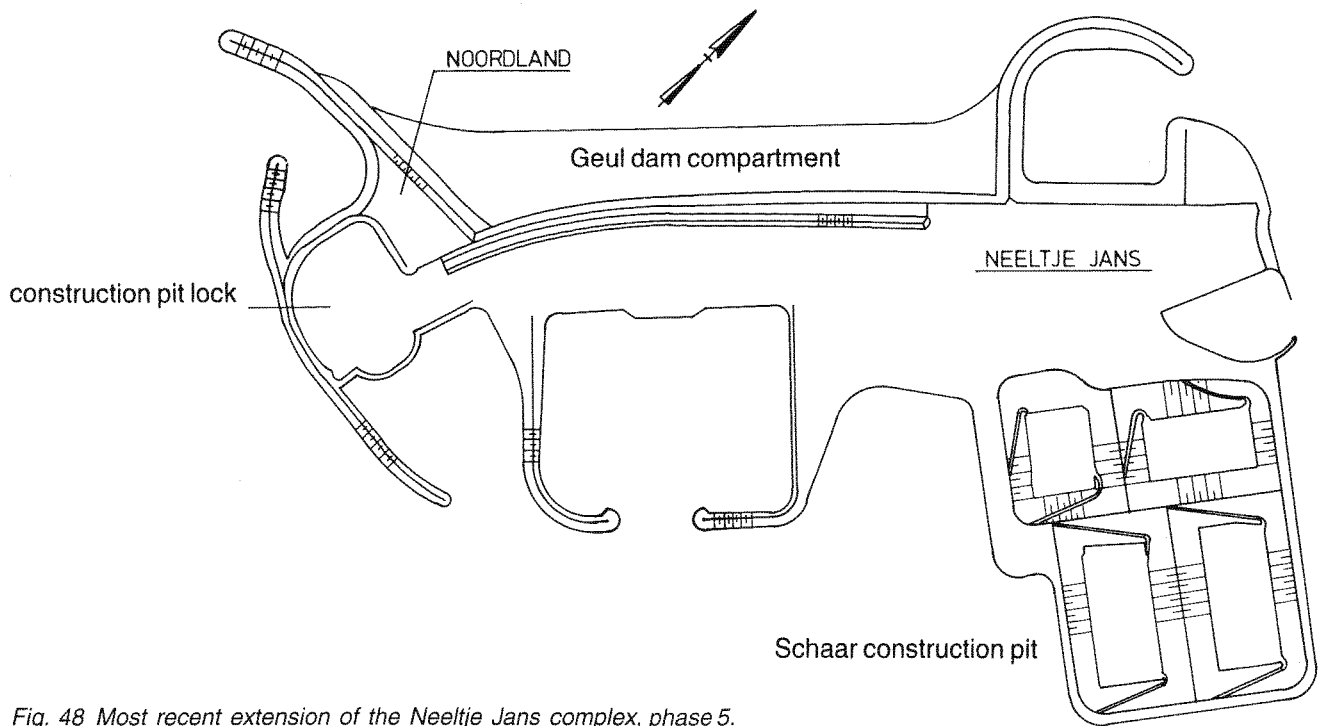 NOORDLAND
Geul dam compartment
NEELTJE JANS
construction pit lock
Schaar construction pit
Fig. 48 Most recent extension of the Neeltje Jans complex, phase 5.